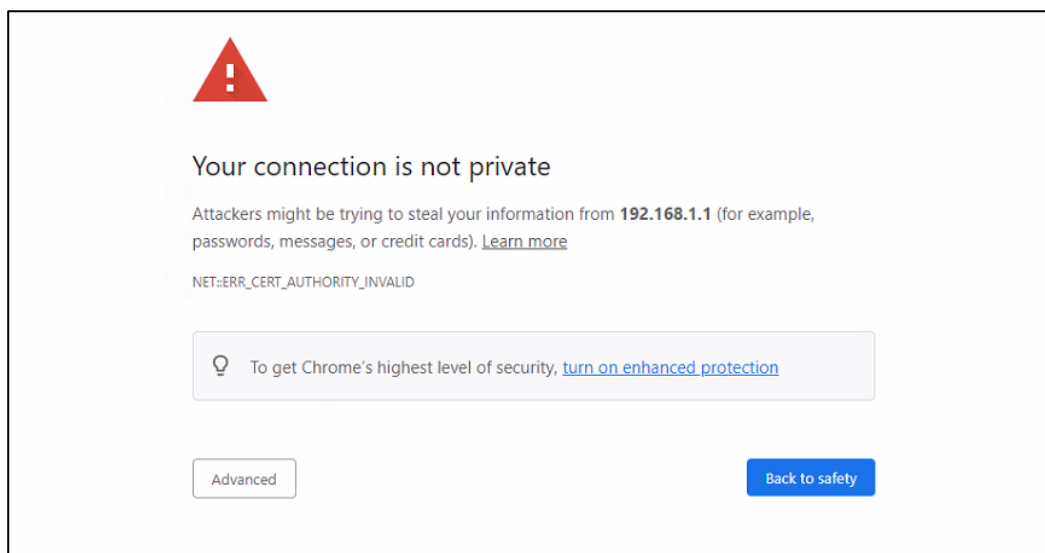 Your connection is not private
Attackers might be trying to steal your information from 192.168.1.1 (for example,
passwords, messages, or credit cards). Learn more
NET::ERR_CERT_AUTHORITY_INVALID
To get Chrome's highest level of security, turn on enhanced protection
Advanced
Back to safety